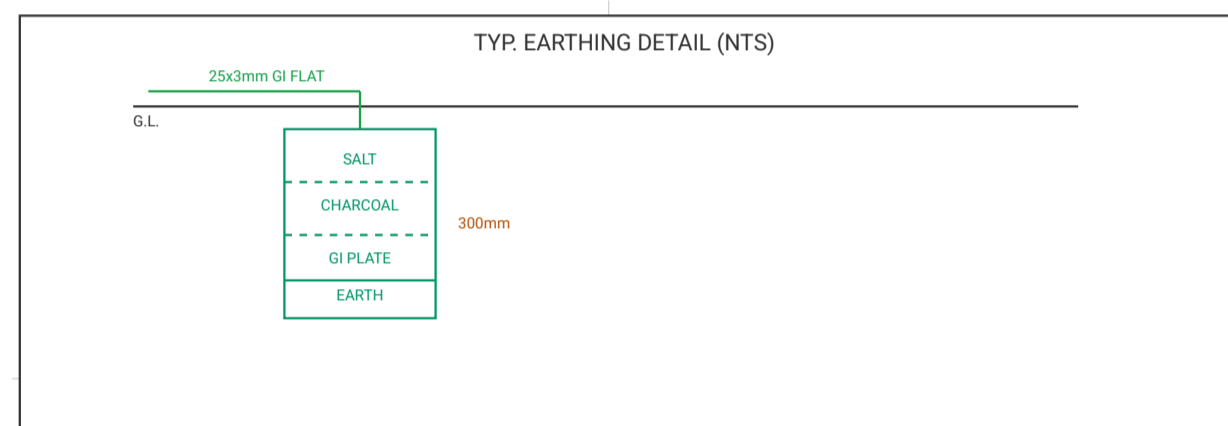 TYP. EARTHING DETAIL (NTS)
25x3mm GI FLAT
G.L.
SALT
CHARCOAL
300mm
GI PLATE
EARTH